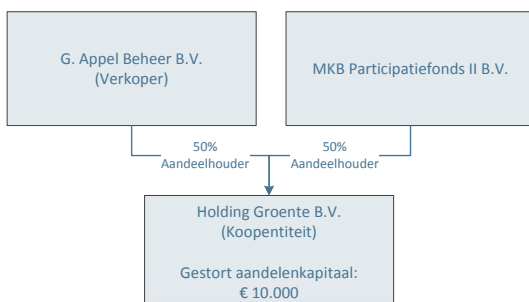 G. Appel Beheer B.V.
(Verkoper)
MKB Participatiefonds II B.V.
50%
Aandeelhouder
50%
Aandeelhouder
Holding Groente B.V.
(Koopentiteit)
Gestort aandelenkapitaal:
€ 10.000